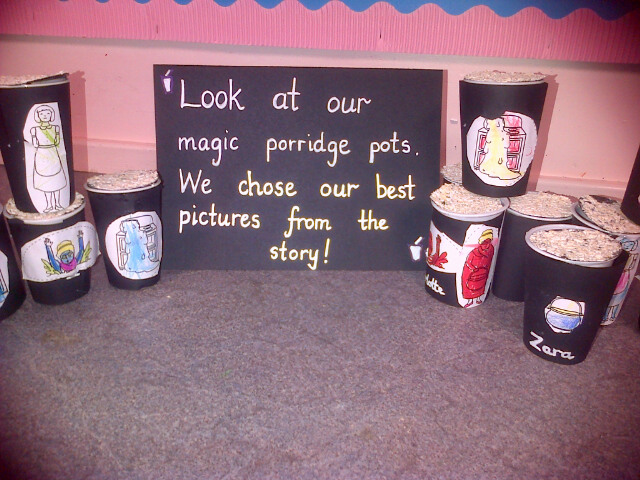 Look at our
magic porridge pots.
We chose our best
pictures from the
story!
Zara